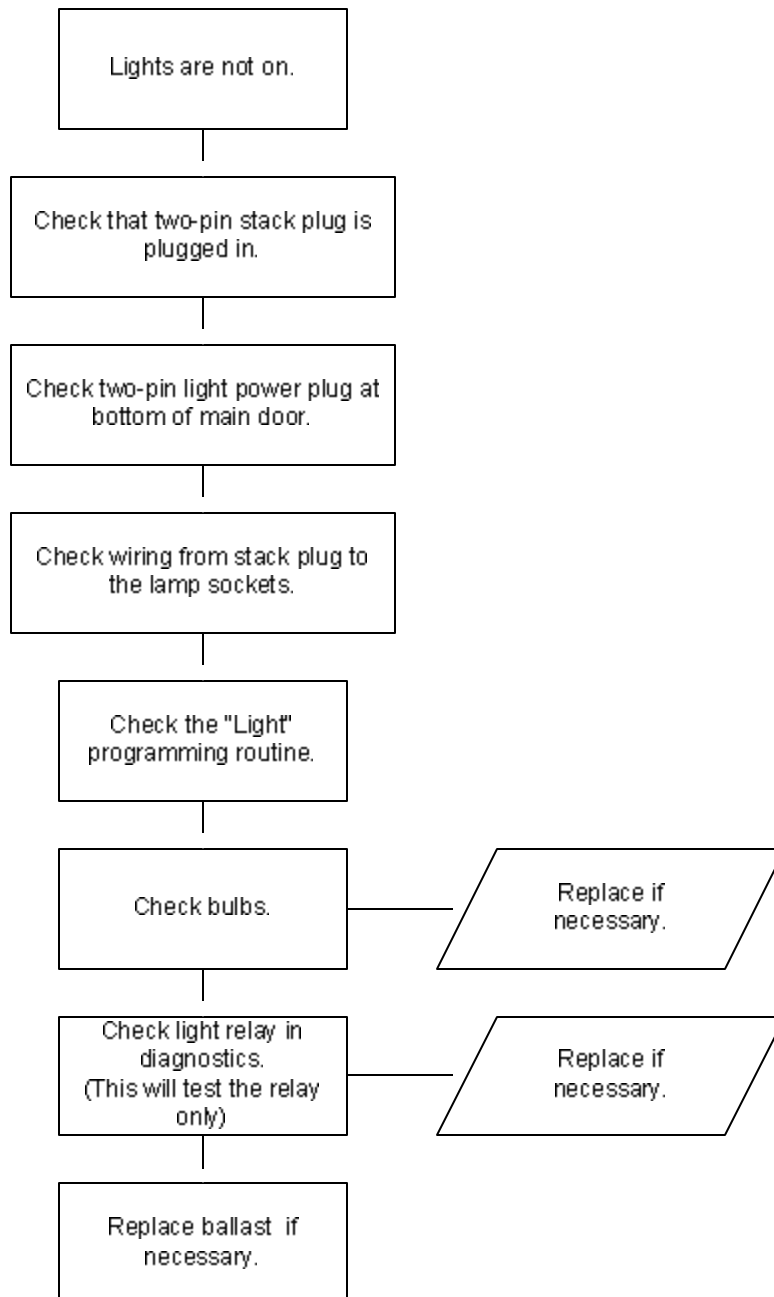 Lights are not on.
Check that two-pin stack plug is
plugged in.
Check two-pin light power plug at
bottom of main door.
Check wiring from stack plug to
the lamp sockets.
Check the "Light"
programming routine.
Check bulbs.
Replace if
necessary.
Check light relay in
diagnostics.
(This will test the relay
only)
Replace if
necessary.
Replace ballast  if
necessary.